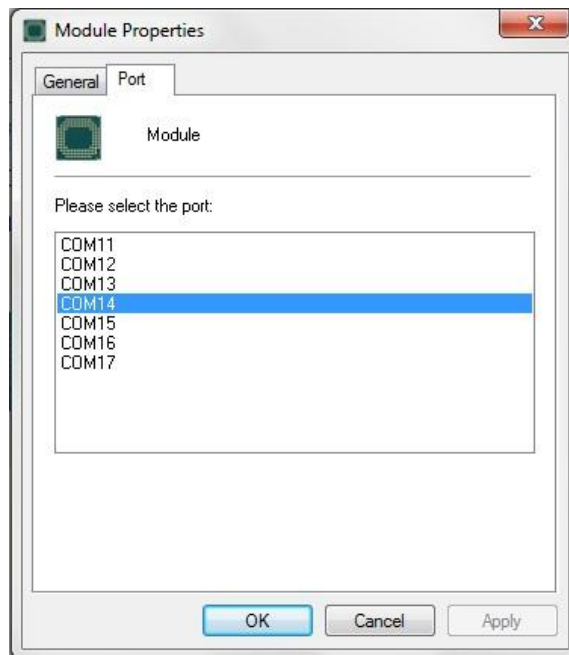 Module Properties
General Port
Module
Please select the port:
COM11
COM12
COM13
COM14
COM15
COM16
COM17
OK Cancel Apply